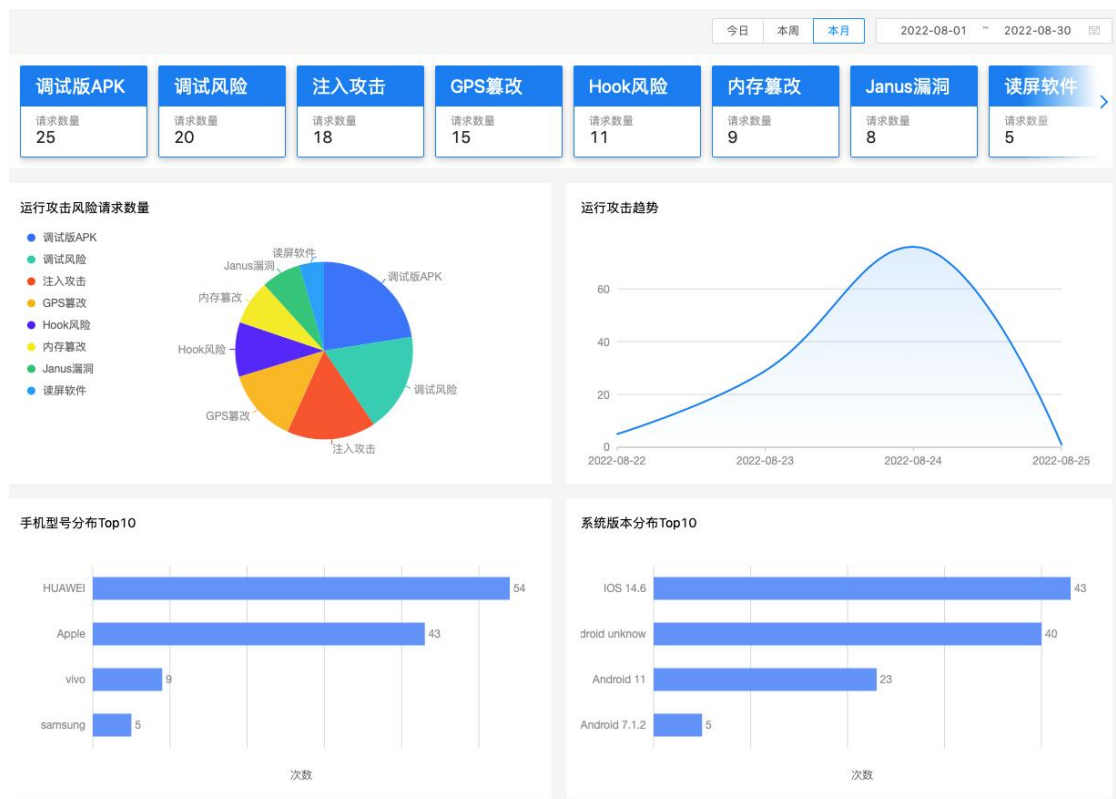 今日 本周 本月 2022-08-01 ~ 2022-08-30
调试版APK 调试风险 注入攻击 GPS篡改 Hook风险 内存篡改 Janus漏洞 读屏软件
请求数量 请求数量 请求数量 请求数量 请求数量 请求数量 请求数量 请求数量
25 20 18 15 11 9 8 5
运行攻击风险请求数量
调试版APK
调试风险
注入攻击
GPS篡改
Hook风险
内存篡改
Janus漏洞
读屏软件
读屏软件
Janus漏洞
调试版APK
内存篡改
Hook风险
调试风险
GPS篡改
注入攻击
运行攻击趋势
60
40
20
0
2022-08-22 2022-08-23 2022-08-24 2022-08-25
手机型号分布Top10
HUAWEI 54
Apple 43
vivo 9
samsung 5
次数
系统版本分布Top10
IOS 14.6 43
droid unknow 40
Android 11 23
Android 7.1.2 5
次数